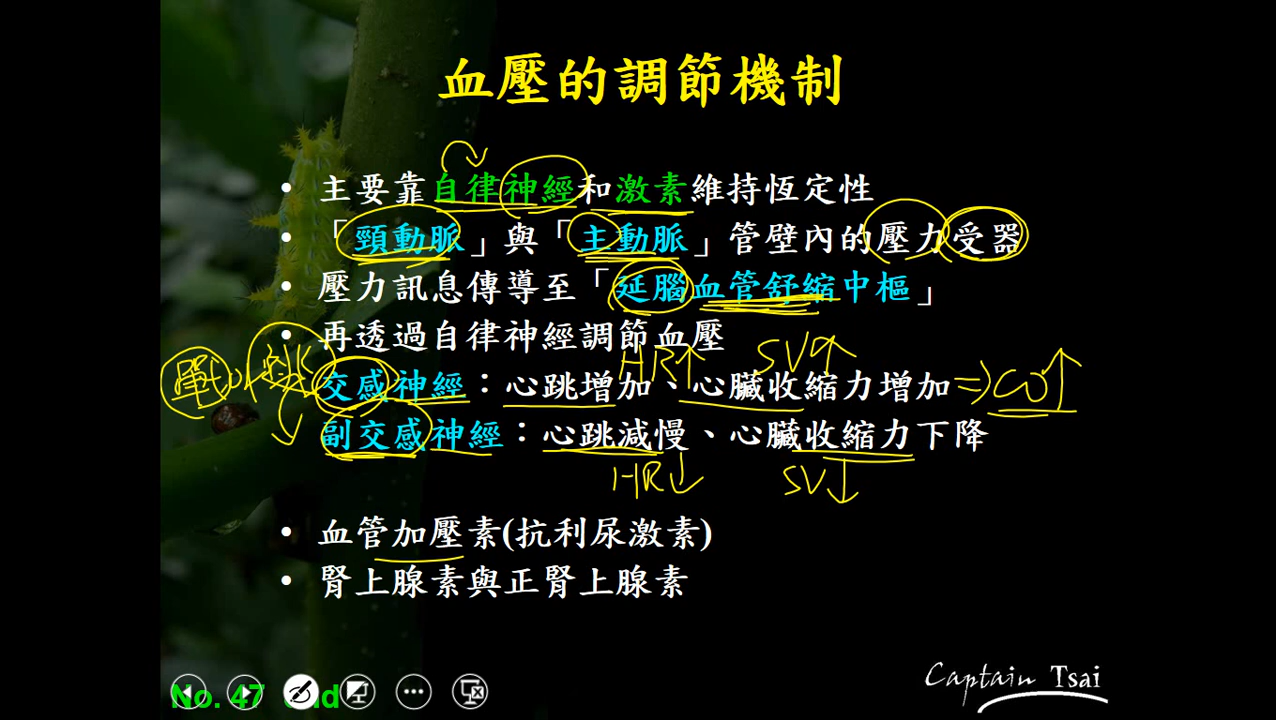 血壓的調節機制
• 主要靠自律神經和激素維持恆定性
• 「頸動脈」與「主動脈」管壁內的壓力受器
• 壓力訊息傳導至「延腦血管舒縮中樞」
• 再透過自律神經調節血壓
HR↑ SV↑
交感神經：心跳增加、心臟收縮力增加 => CO↑
副交感神經：心跳減慢、心臟收縮力下降
HR↓ SV↓
• 血管加壓素(抗利尿激素)
• 腎上腺素與正腎上腺素
Captain Tsai
No. 47